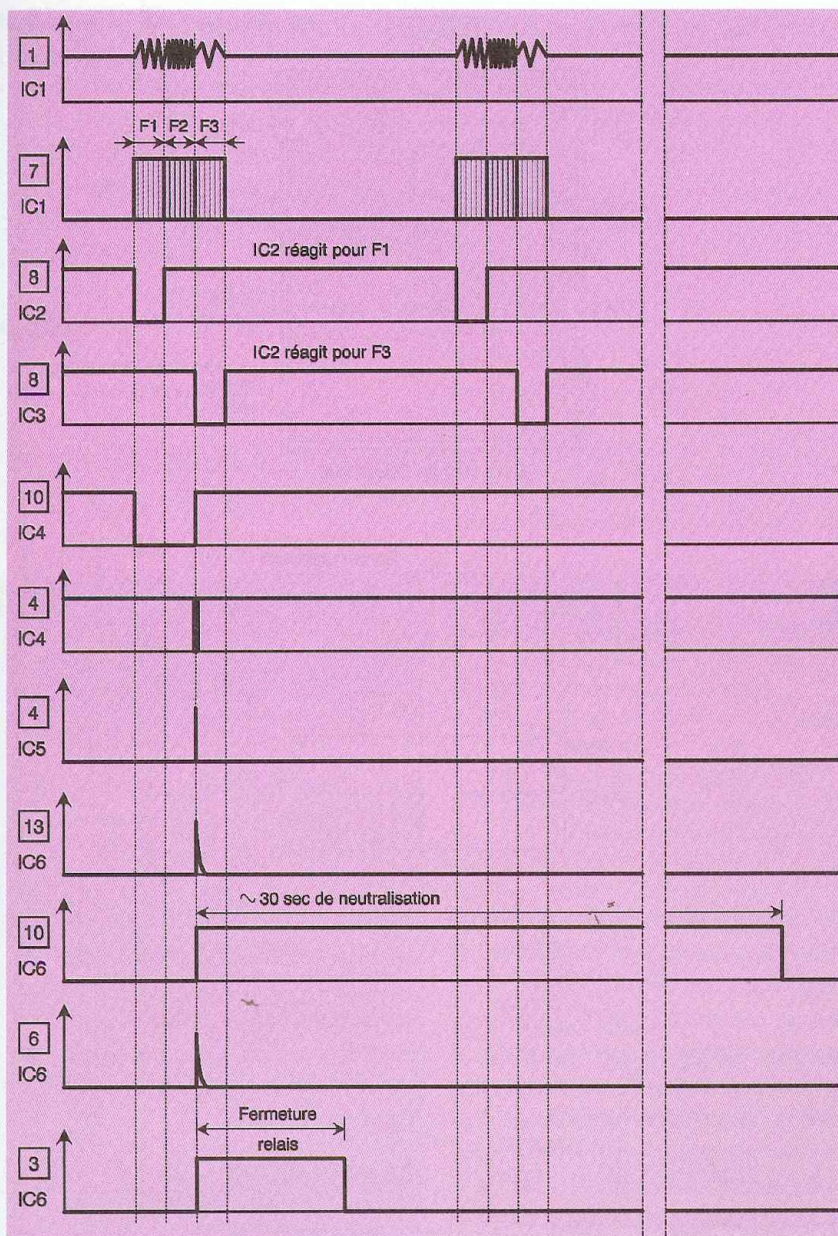 1
IC1
F1 F2 F3
7
IC1
IC2 réagit pour F1
8
IC2
IC2 réagit pour F3
8
IC3
10
IC4
4
IC4
4
IC5
13
IC6
~ 30 sec de neutralisation
10
IC6
6
IC6
Fermeture
relais
3
IC6